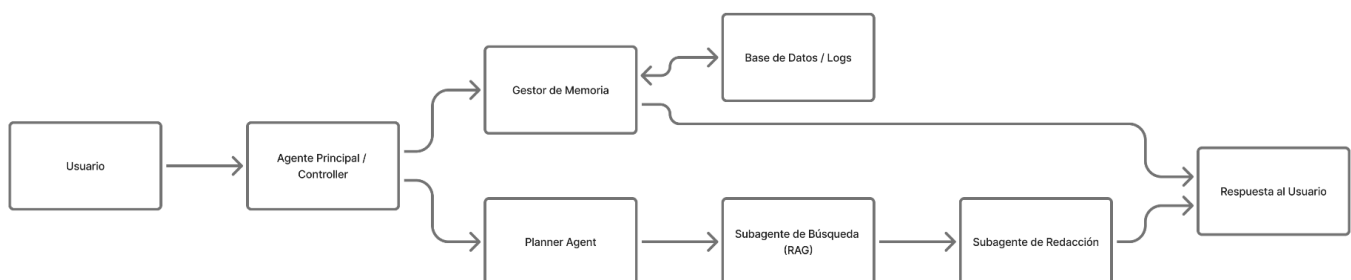 Base de Datos / Logs
Gestor de Memoria
Usuario
Agente Principal /
Controller
Respuesta al Usuario
Planner Agent
Subagente de Búsqueda
(RAG)
Subagente de Redacción